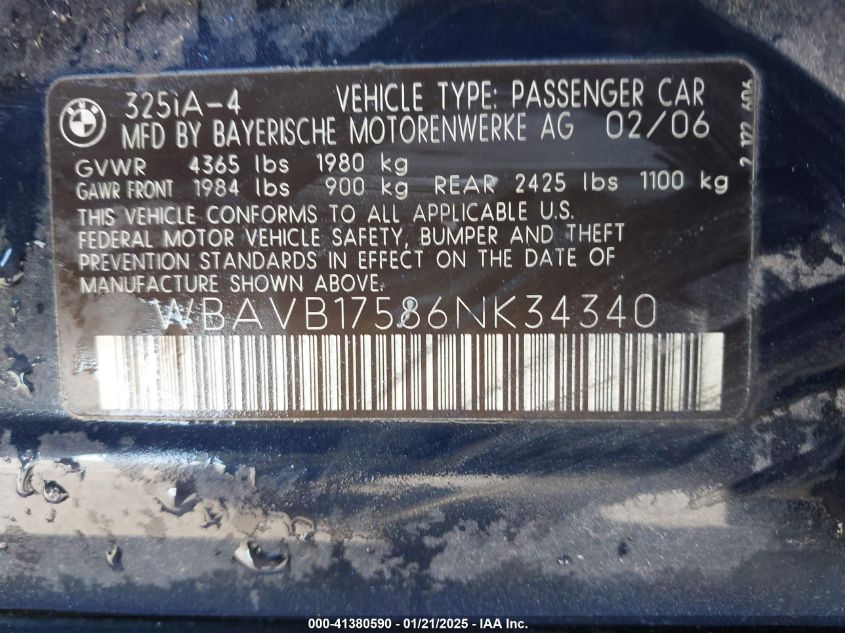 325iA-4 VEHICLE TYPE: PASSENGER CAR
MFD BY BAYERISCHE MOTORENWERKE AG 02/06
GVWR 4365 lbs 1980 kg
GAWR FRONT 1984 lbs 900 kg REAR 2425 lbs 1100 kg
THIS VEHICLE CONFORMS TO ALL APPLICABLE U.S.
FEDERAL MOTOR VEHICLE SAFETY, BUMPER AND THEFT
PREVENTION STANDARDS IN EFFECT ON THE DATE OF
MANUFACTURE SHOWN ABOVE.
WBAVB17586NK34340
000-41380590 - 01/21/2025 - IAA Inc.